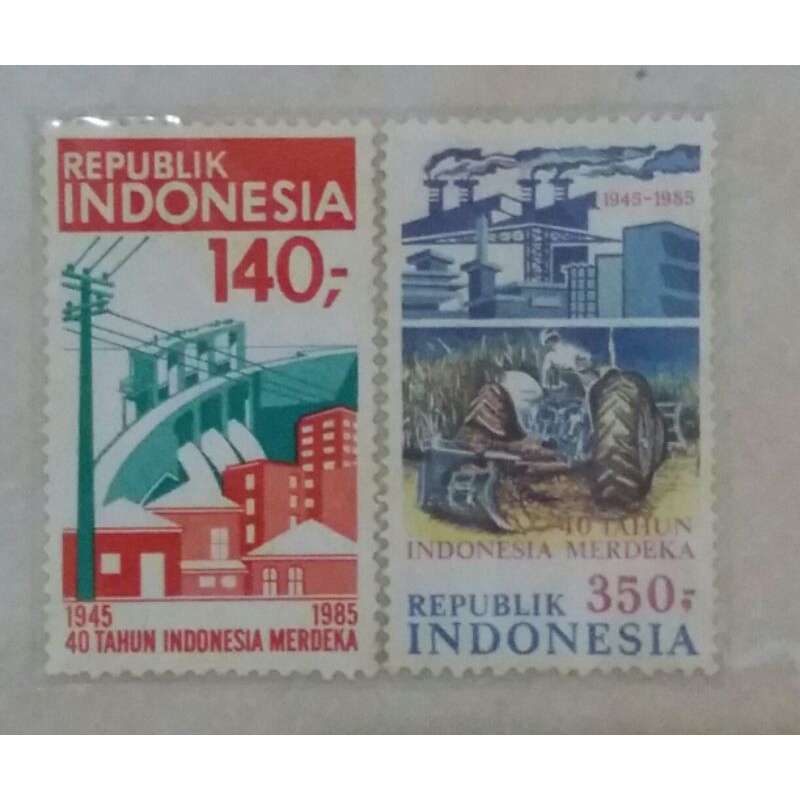 REPUBLIK
INDONESIA
140,-
1945 1985
40 TAHUN INDONESIA MERDEKA
1945-1985
40 TAHUN
INDONESIA MERDEKA
REPUBLIK 350,-
INDONESIA